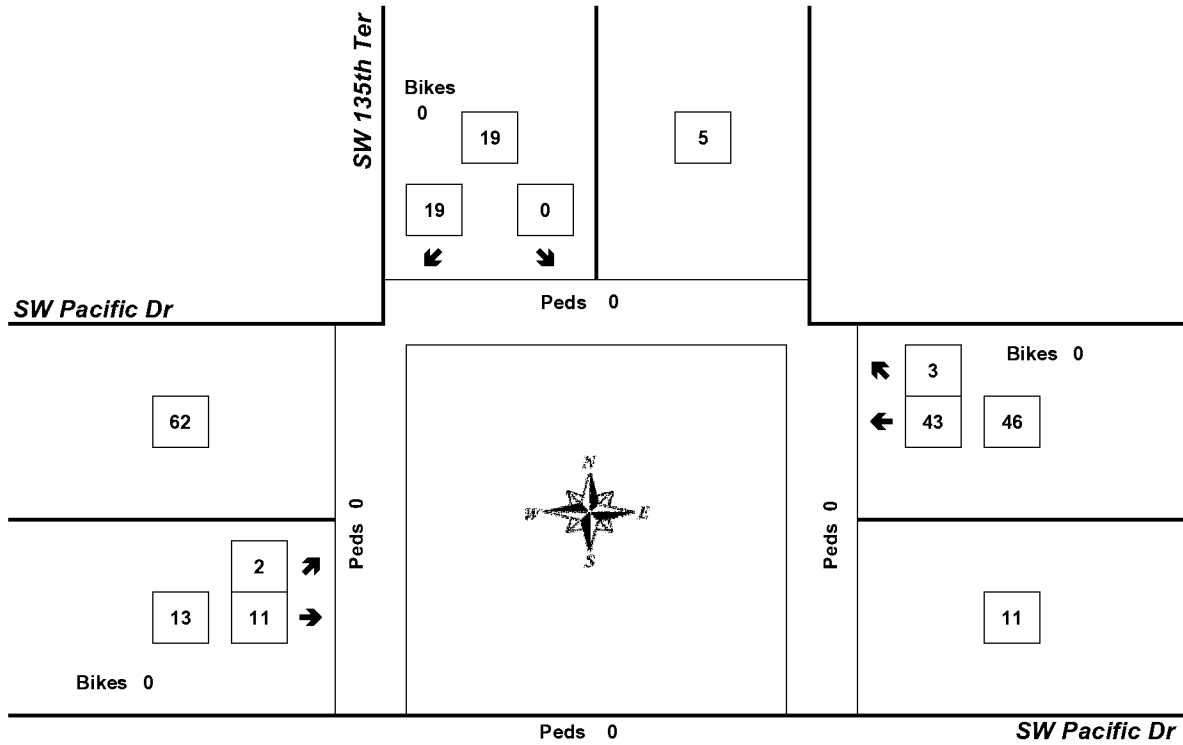 SW 135th Ter
Bikes
0
19
5
19
0
Peds 0
SW Pacific Dr
Bikes 0
3
62
43
46
N
W
E
S
Peds 0
Peds 0
2
13
11
11
Bikes 0
Peds 0
SW Pacific Dr